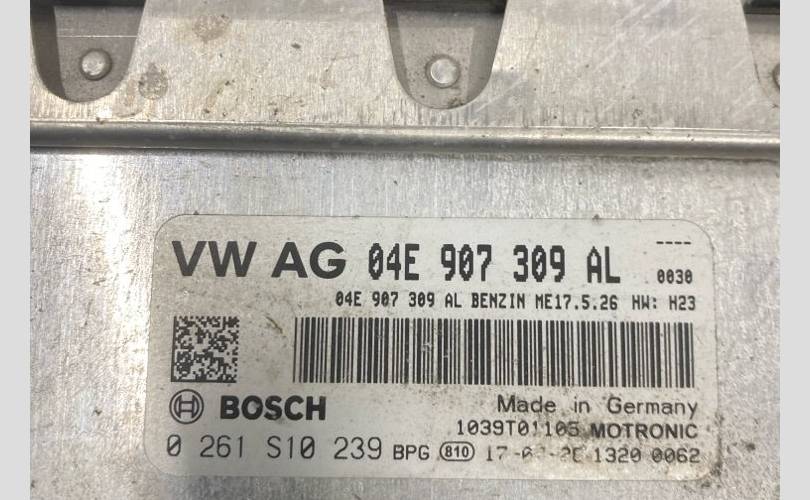 VW AG 04E 907 309 AL ----
0030
04E 907 309 AL BENZIN ME17.5.26 HW: H23
BOSCH
Made in Germany
1039T01105 MOTRONIC
0 261 S10 239 BPG 810 1320 0062